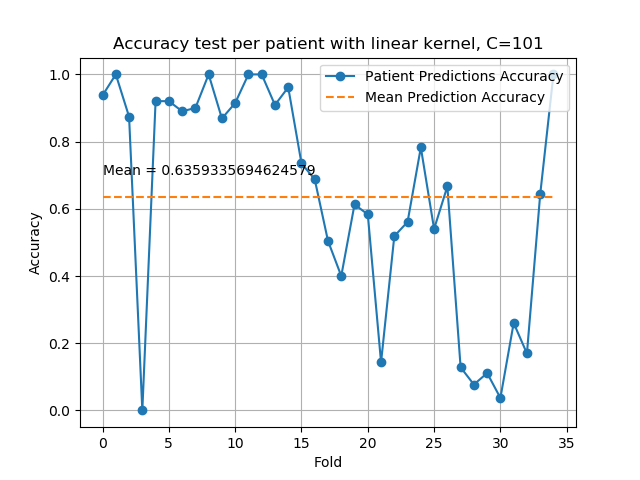 Accuracy test per patient with linear kernel, C=101
Patient Predictions Accuracy
Mean Prediction Accuracy
Mean = 0.6359335694624579
Accuracy
1.0
0.8
0.6
0.4
0.2
0.0
0 5 10 15 20 25 30 35
Fold